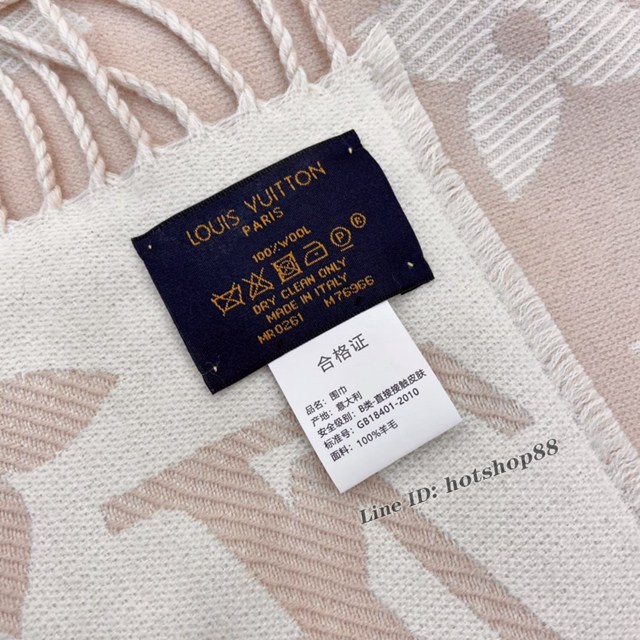 LOUIS VUITTON
PARIS
100%WOOL
P
DRY CLEAN ONLY
MADE IN ITALY
MR0261 M76966
合格证
品名: 围巾
产地: 意大利
安全级别: B类-直接接触皮肤
标准号: GB18401-2010
面料: 100%羊毛
Line ID: hotshop88